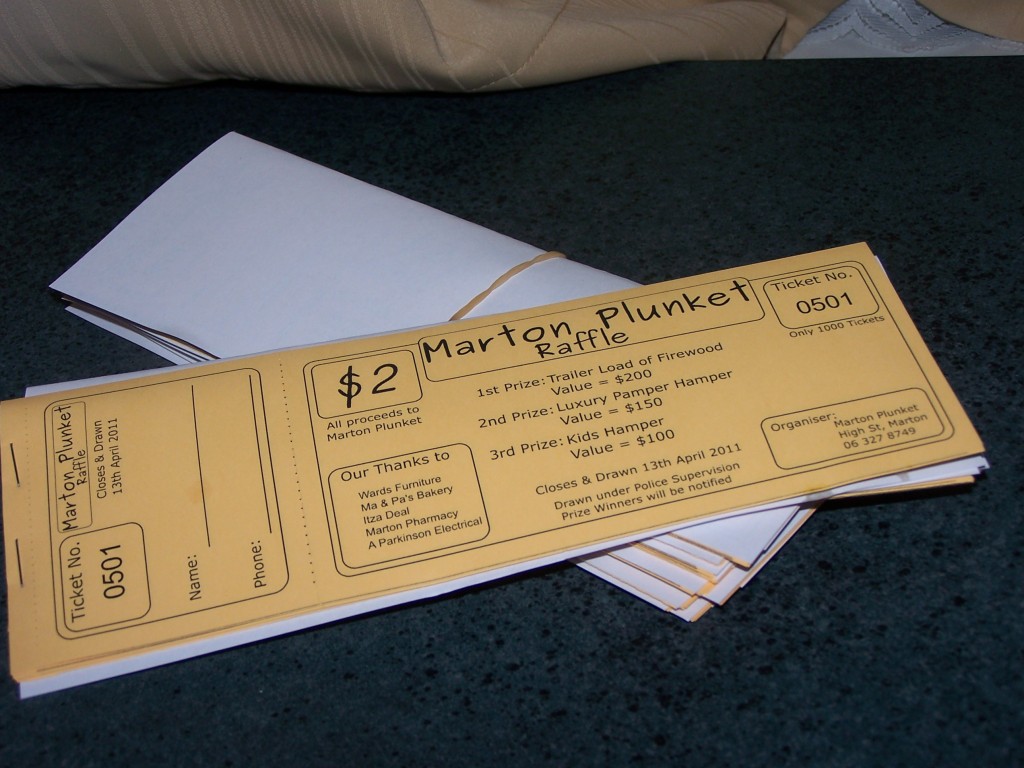 Ticket No.
0501
Marton Plunket
Raffle
Closes & Drawn
13th April 2011
Name:
Phone:
$2
All proceeds to
Marton Plunket
Our Thanks to
Wards Furniture
Ma & Pa's Bakery
Itza Deal
Marton Pharmacy
A Parkinson Electrical
Marton Plunket
Raffle
1st Prize: Trailer Load of Firewood
Value = $200
2nd Prize: Luxury Pamper Hamper
Value = $150
3rd Prize: Kids Hamper
Value = $100
Closes & Drawn 13th April 2011
Drawn under Police Supervision
Prize Winners will be notified
Ticket No.
0501
Only 1000 Tickets
Organiser: Marton Plunket
High St, Marton
06 327 8749